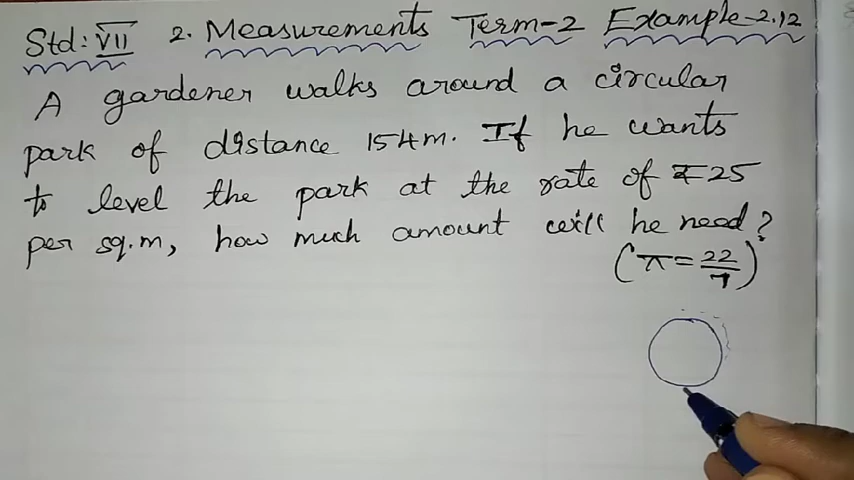 Std: VII 2. Measurements Term-2 Example-2.12
A gardener walks around a circular
park of distance 154m. If he wants
to level the park at the rate of ₹25
per sq.m, how much amount will he need?
(π = 22/7)